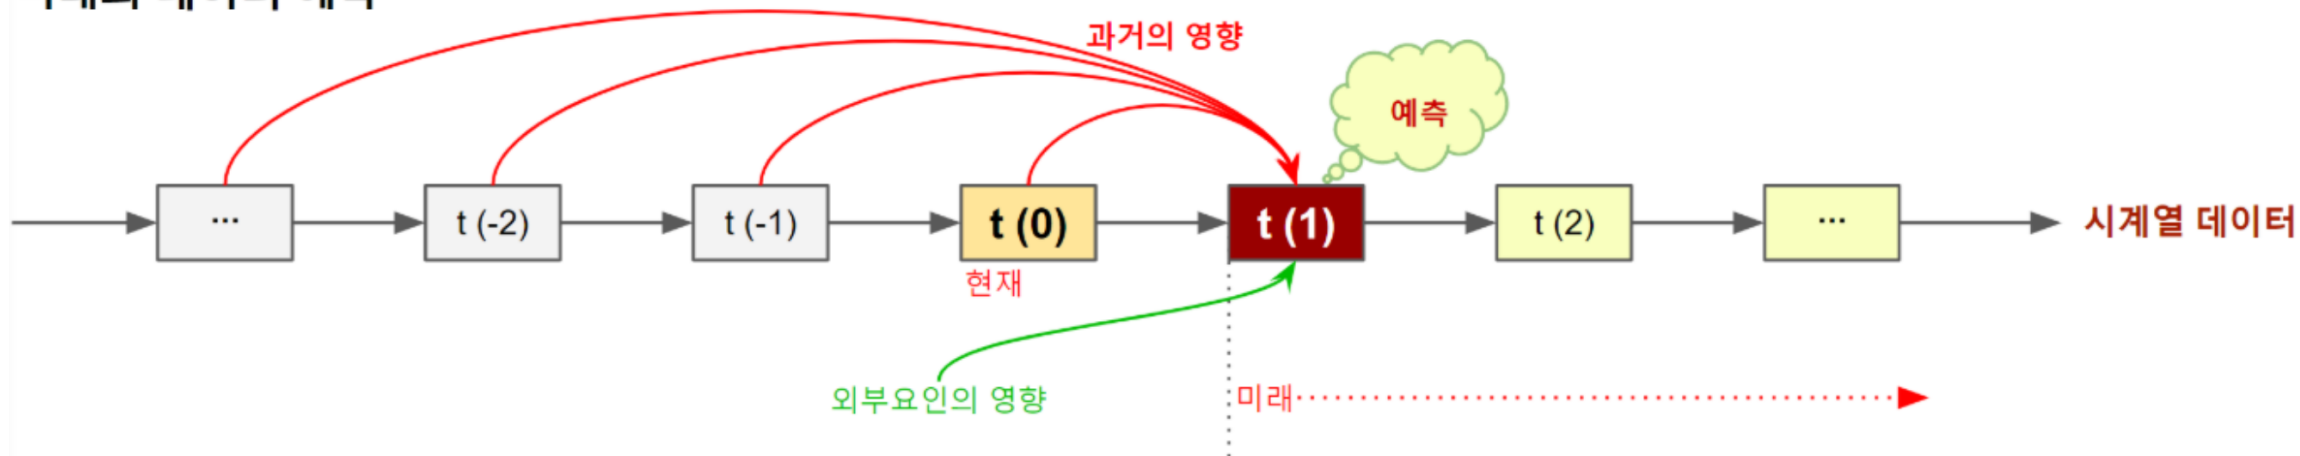 과거의 영향
예측
...
t (-2)
t (-1)
t (0)
t (1)
t (2)
...
시계열 데이터
현재
외부요인의 영향
미래